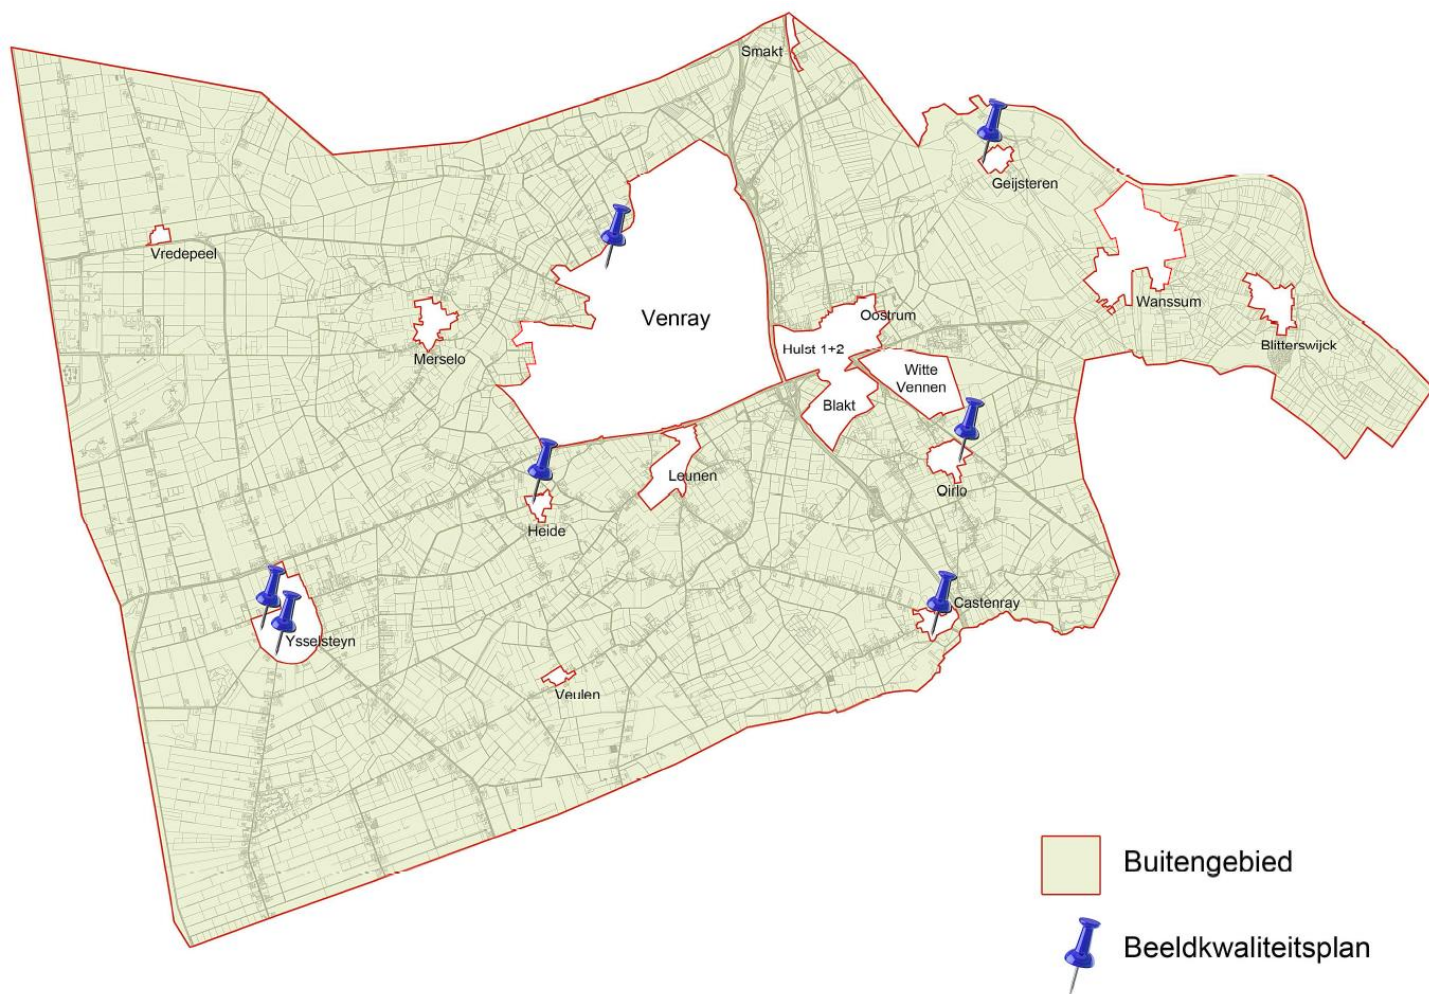 Smakt
Geijsteren
Vredepeel
Wanssum
Venray
Oostrum
Merselo
Hulst 1+2
Blitterswijck
Witte
Vennen
Blakt
Leunen
Oirlo
Heide
Castenray
Ysselsteyn
Veulen
Buitengebied
Beeldkwaliteitsplan